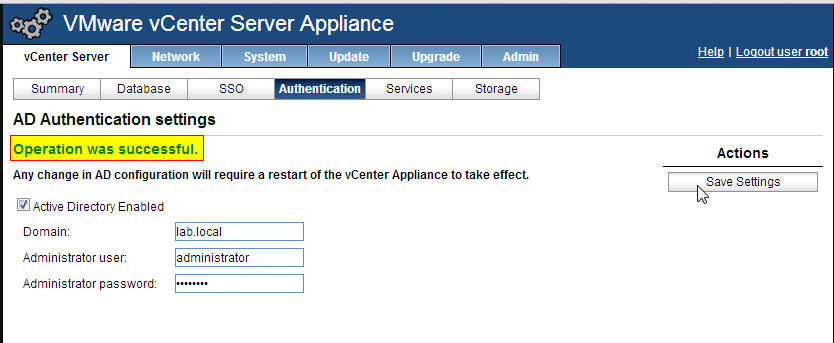 VMware vCenter Server Appliance
vCenter Server Network System Update Upgrade Admin
Help | Logout user root
Summary Database SSO Authentication Services Storage
AD Authentication settings
Operation was successful.
Actions
Any change in AD configuration will require a restart of the vCenter Appliance to take effect.
Save Settings
Active Directory Enabled
Domain: lab.local
Administrator user: administrator
Administrator password: ••••••••